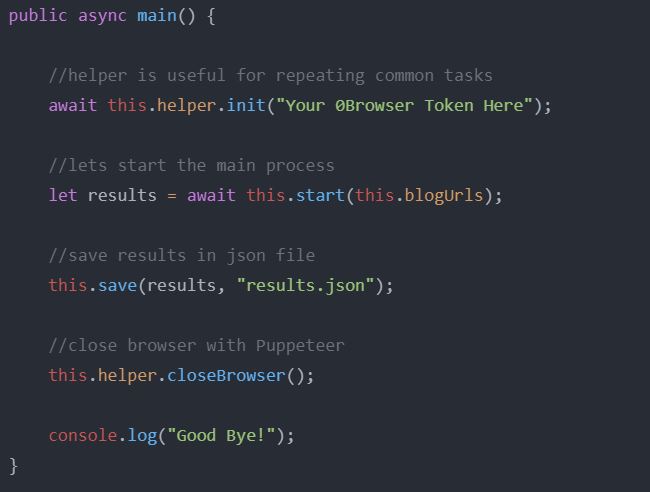 public async main() {
//helper is useful for repeating common tasks
await this.helper.init("Your 0Browser Token Here");
//lets start the main process
let results = await this.start(this.blogUrls);
//save results in json file
this.save(results, "results.json");
//close browser with Puppeteer
this.helper.closeBrowser();
console.log("Good Bye!");
}